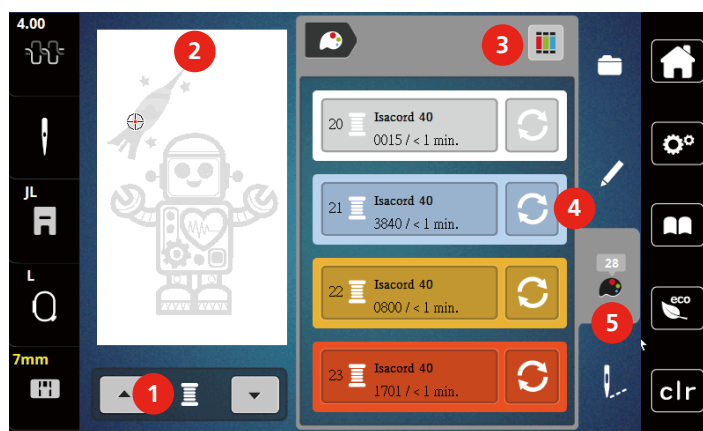 4.00
2
3
20 Isacord 40
0015 / < 1 min.
JL
21 Isacord 40
3840 / < 1 min.
4
L
28
22 Isacord 40
0800 / < 1 min.
eco
5
7mm
1
23 Isacord 40
1701 / < 1 min.
clr